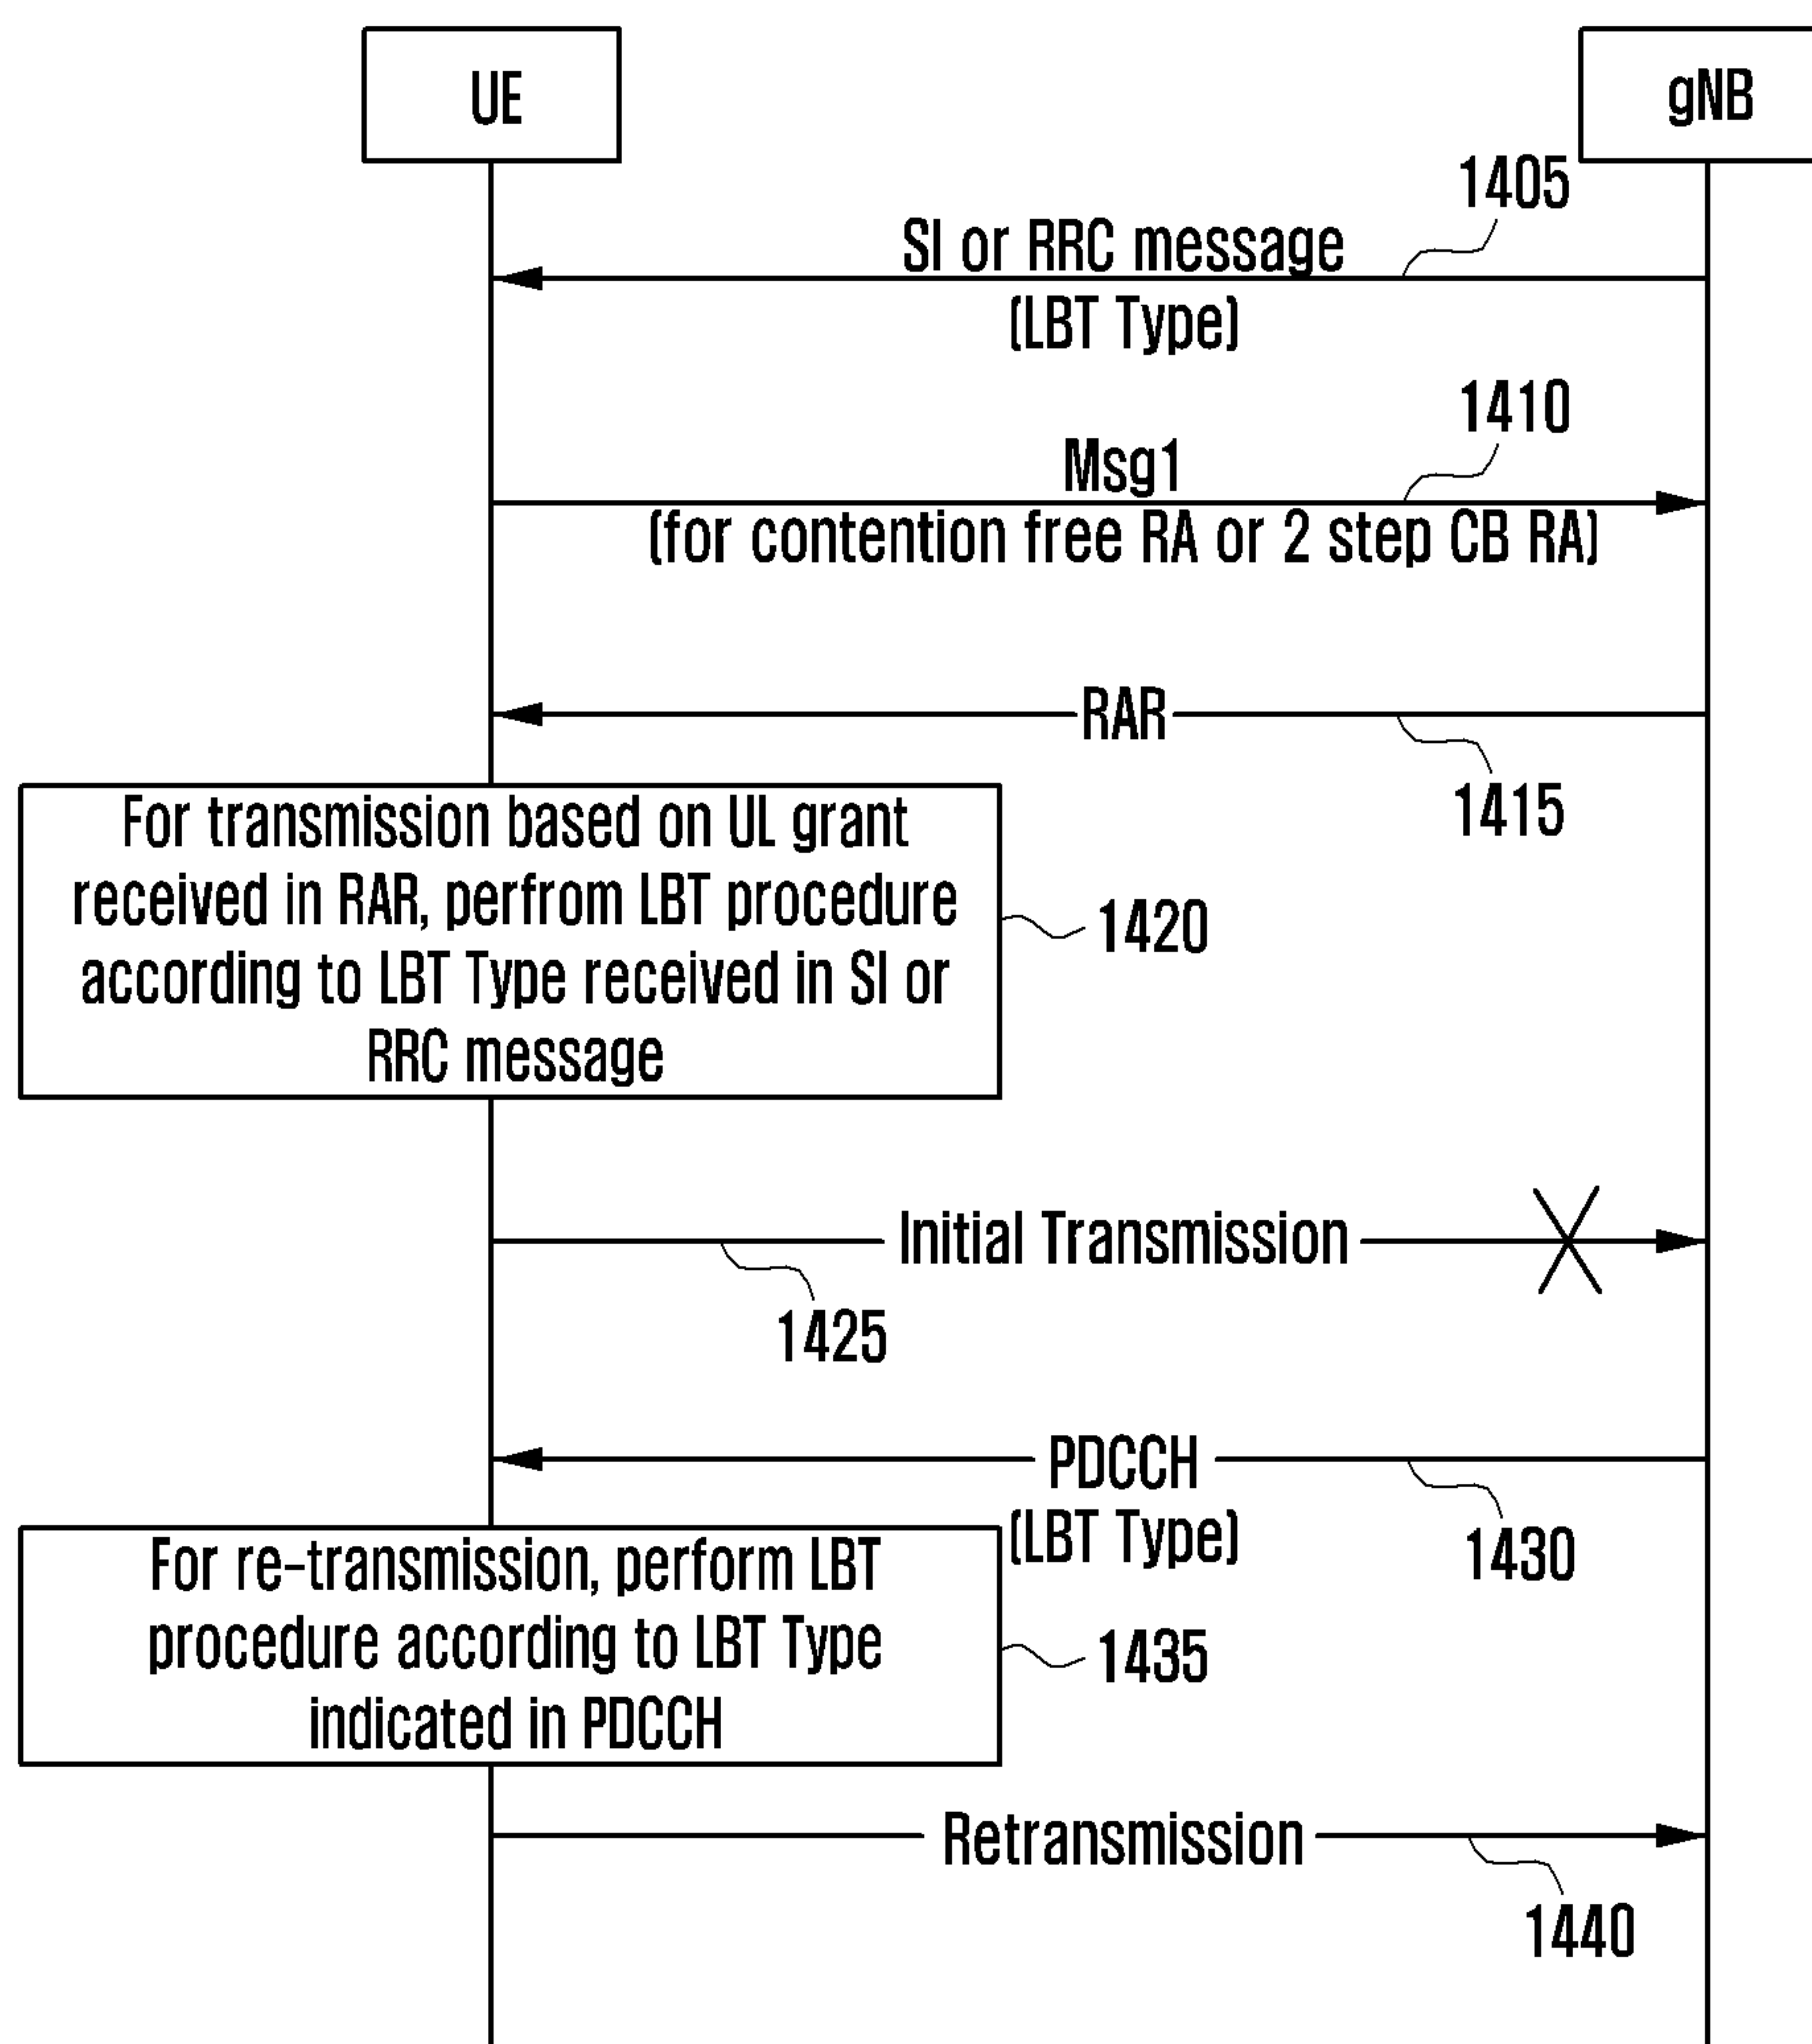 UE
gNB
1405
SI or RRC message
(LBT Type)
1410
Msg1
(for contention free RA or 2 step CB RA)
RAR
1415
For transmission based on UL grant
received in RAR, perfrom LBT procedure
according to LBT Type received in SI or
RRC message
1420
Initial Transmission
1425
PDCCH
(LBT Type)
1430
For re-transmission, perform LBT
procedure according to LBT Type
indicated in PDCCH
1435
Retransmission
1440